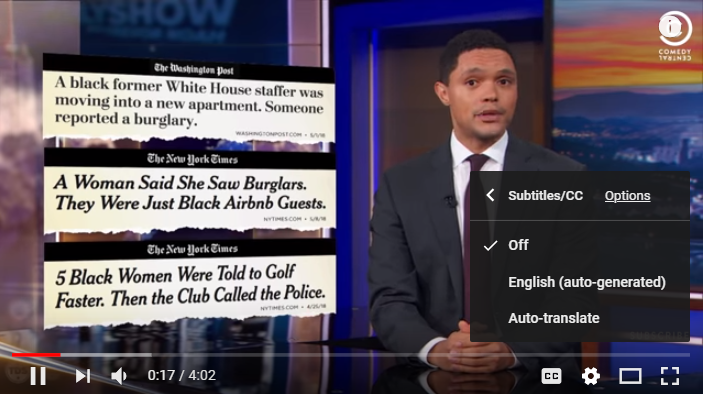 YSHOW
The Washington Post
A black former White House staffer was
moving into a new apartment. Someone
reported a burglary.
WASHINGTONPOST.COM • 5/1/18
The New York Times
A Woman Said She Saw Burglars.
They Were Just Black Airbnb Guests.
NYTIMES.COM • 5/8/18
The New York Times
5 Black Women Were Told to Golf
Faster. Then the Club Called the Police.
NYTIMES.COM • 4/25/18
COMEDY
CENTRAL
Subtitles/CC Options
Off
English (auto-generated)
Auto-translate
0:17 / 4:02
CC